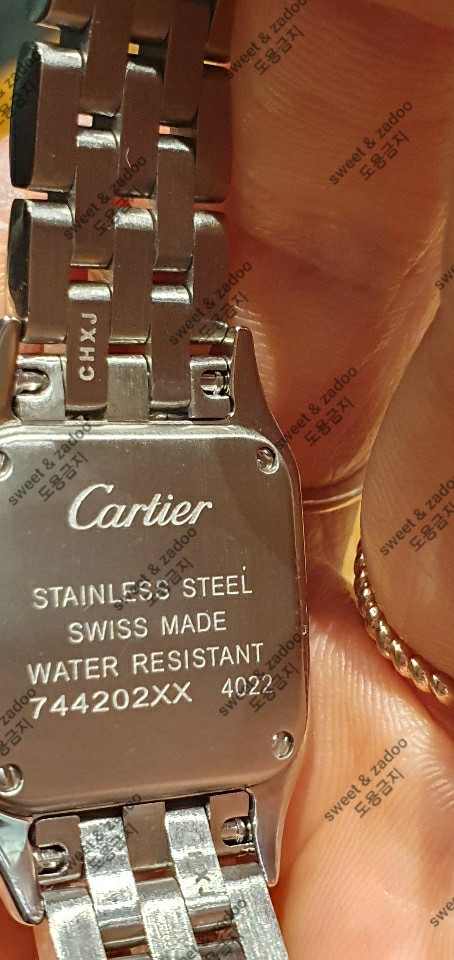 CHXJ
Cartier
STAINLESS STEEL
SWISS MADE
WATER RESISTANT
744202XX 4022
sweet & zadoo
도용금지